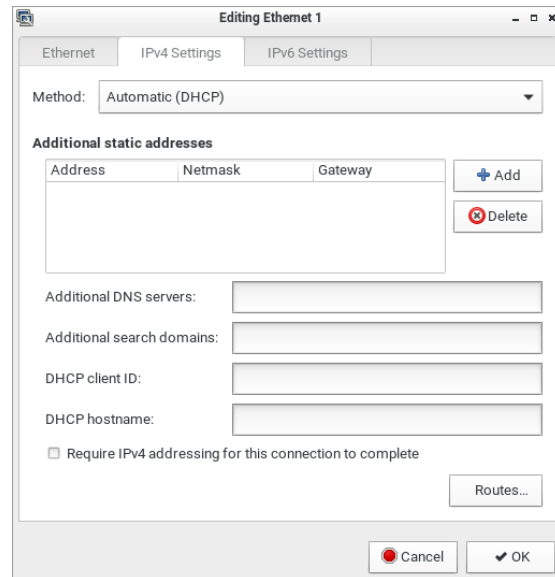 Editing Ethernet 1
Ethernet IPv4 Settings IPv6 Settings
Method: Automatic (DHCP)
Additional static addresses
Address Netmask Gateway
Add
Delete
Additional DNS servers:
Additional search domains:
DHCP client ID:
DHCP hostname:
Require IPv4 addressing for this connection to complete
Routes...
Cancel OK